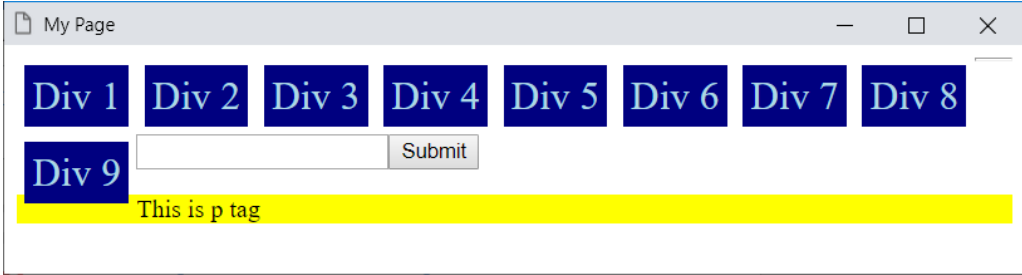 My Page
Div 1 Div 2 Div 3 Div 4 Div 5 Div 6 Div 7 Div 8
Div 9 Submit
This is p tag